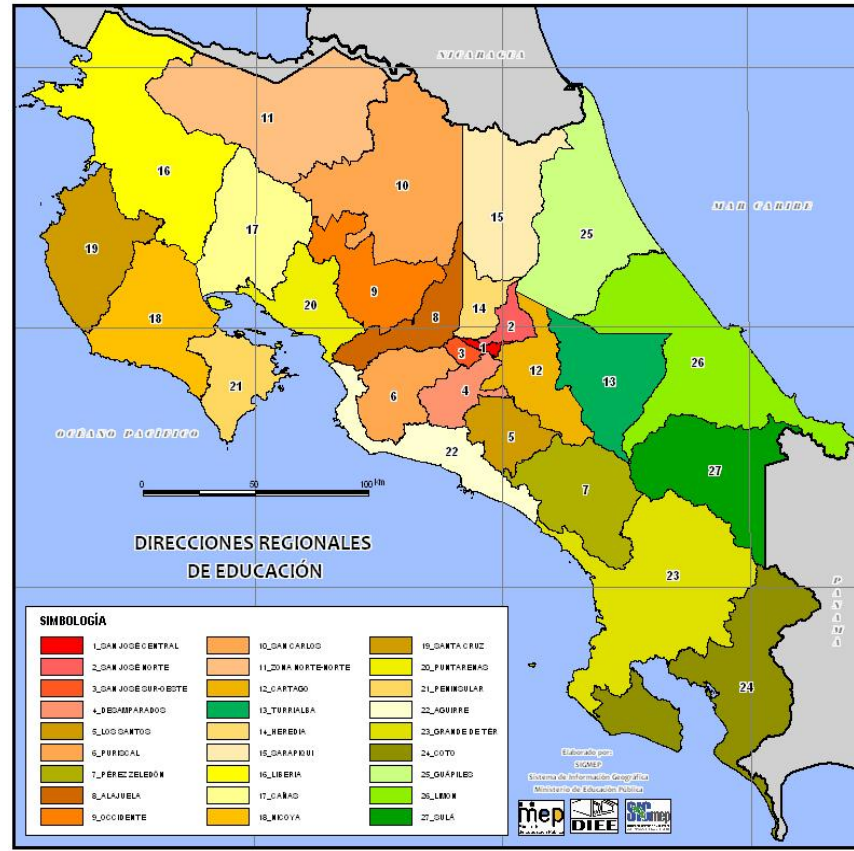 NICARAGUA
11
16
10
15
17
MAR CARIBE
25
19
9
20
18
14
8
2
1
3
26
12
13
21
6
4
OCÉANO PACÍFICO
5
22
27
7
0 50 100 km
DIRECCIONES REGIONALES
DE EDUCACIÓN
23
PANAMÁ
24
SIMBOLOGÍA
1_SAN JOSÉ CENTRAL
2_SAN JOSÉ NORTE
3_SAN JOSÉ SUR-OESTE
4_DESAMPARADOS
5_LOS SANTOS
6_PURISCAL
7_PÉREZ ZELEDÓN
8_ALAJUELA
9_OCCIDENTE
10_SAN CARLOS
11_ZONA NORTE-NORTE
12_CARTAGO
13_TURRIALBA
14_HEREDIA
15_SARAPIQUI
16_LIBERIA
17_CAÑAS
18_NICOYA
19_SANTA CRUZ
20_PUNTARENAS
21_PENINSULAR
22_AGUIRRE
23_GRANDE DE TÉR
24_COTO
25_GUÁPILES
26_LIMON
27_SULÁ
Elaborado por:
SIGMEP
Sistema de Información Geográfica
Ministerio de Educación Pública
mep
DIEE